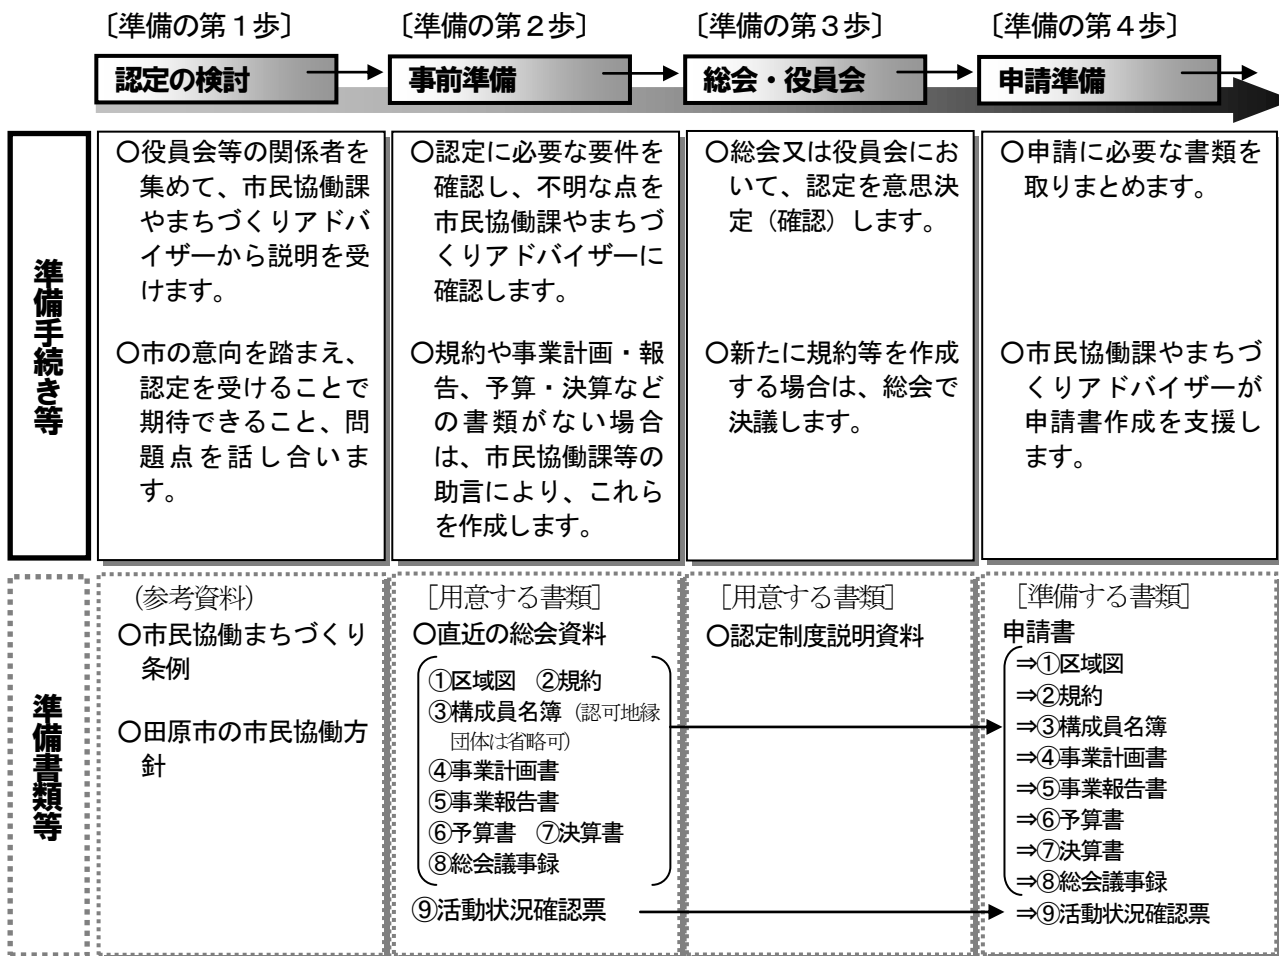 〔準備の第１歩〕
〔準備の第２歩〕
〔準備の第３歩〕
〔準備の第４歩〕
認定の検討
事前準備
総会・役員会
申請準備
準備手続き等
○役員会等の関係者を
集めて、市民協働課
やまちづくりアドバ
イザーから説明を受
けます。
○市の意向を踏まえ、
認定を受けることで
期待できること、問
題点を話し合いま
す。
○認定に必要な要件を
確認し、不明な点を
市民協働課やまちづ
くりアドバイザーに
確認します。
○規約や事業計画・報
告、予算・決算など
の書類がない場合
は、市民協働課等の
助言により、これら
を作成します。
○総会又は役員会にお
いて、認定を意思決
定（確認）します。
○新たに規約等を作成
する場合は、総会で
決議します。
○申請に必要な書類を
取りまとめます。
○市民協働課やまちづ
くりアドバイザーが
申請書作成を支援し
ます。
準備書類等
（参考資料）
○市民協働まちづくり
条例
○田原市の市民協働方
針
［用意する書類］
○直近の総会資料
①区域図　②規約
③構成員名簿（認可地縁
団体は省略可）
④事業計画書
⑤事業報告書
⑥予算書　⑦決算書
⑧総会議事録
⑨活動状況確認票
［用意する書類］
○認定制度説明資料
［準備する書類］
申請書
⇒①区域図
⇒②規約
⇒③構成員名簿
⇒④事業計画書
⇒⑤事業報告書
⇒⑥予算書
⇒⑦決算書
⇒⑧総会議事録
⇒⑨活動状況確認票